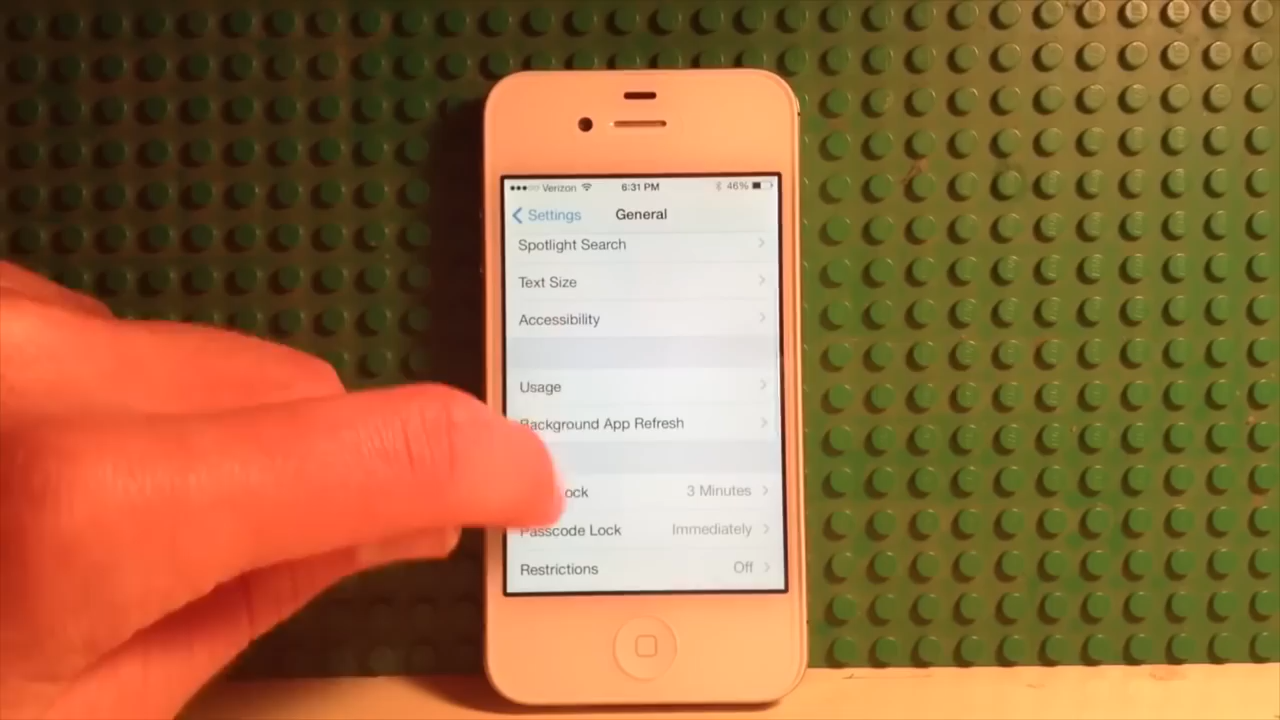 Verizon 6:31 PM 46%
Settings General
Spotlight Search
Text Size
Accessibility
Usage
Background App Refresh
ock 3 Minutes
Passcode Lock Immediately
Restrictions Off